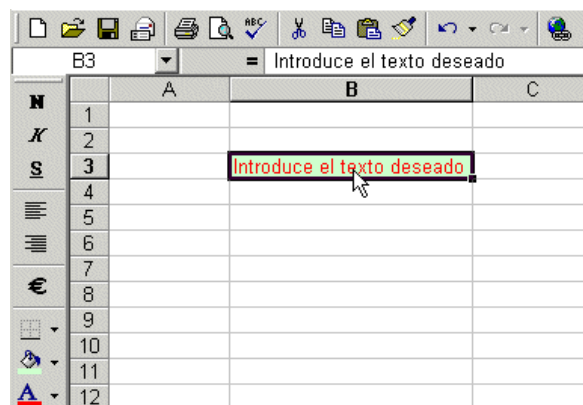 ABC
B3 = Introduce el texto deseado
A B C
N
K
S
€
A
1
2
3 Introduce el texto deseado
4
5
6
7
8
9
10
11
12